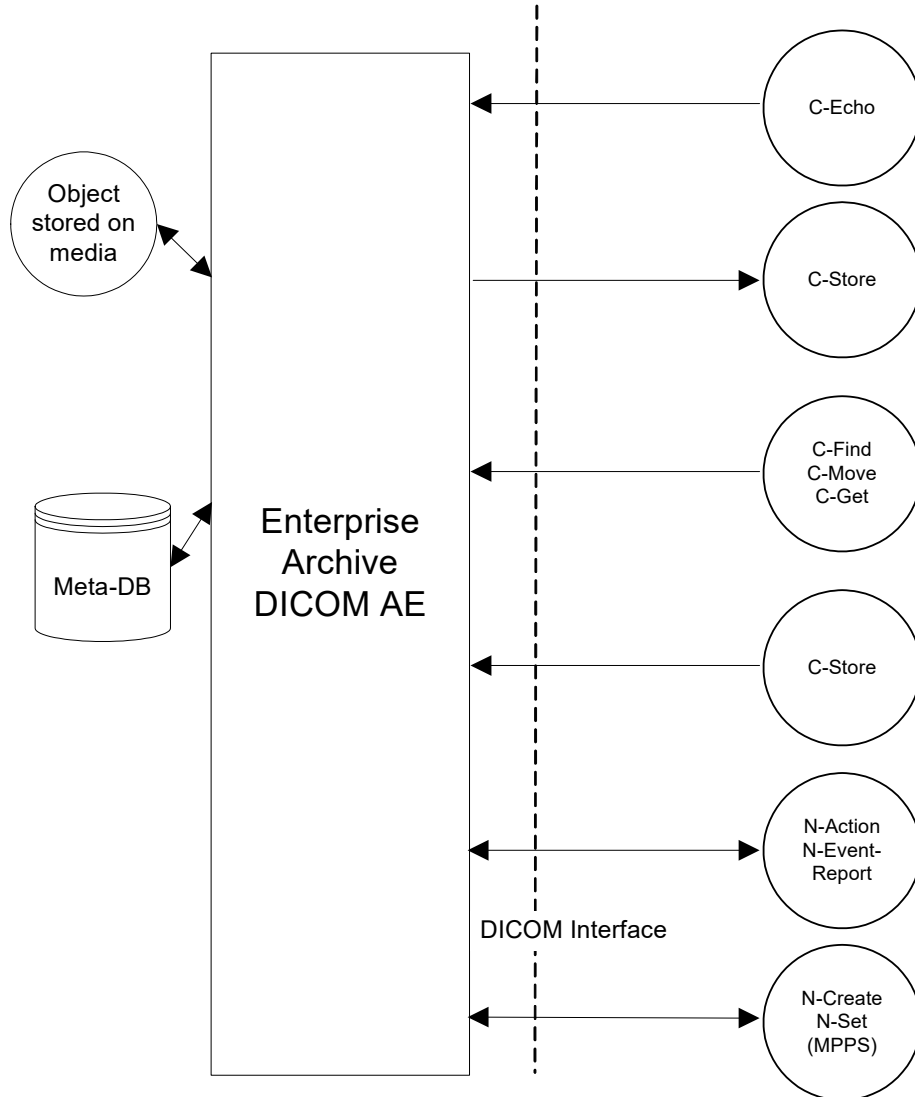 C-Echo
Object
stored on
media
C-Store
C-Find
C-Move
C-Get
Enterprise
Archive
DICOM AE
Meta-DB
C-Store
N-Action
N-Event-
Report
DICOM Interface
N-Create
N-Set
(MPPS)